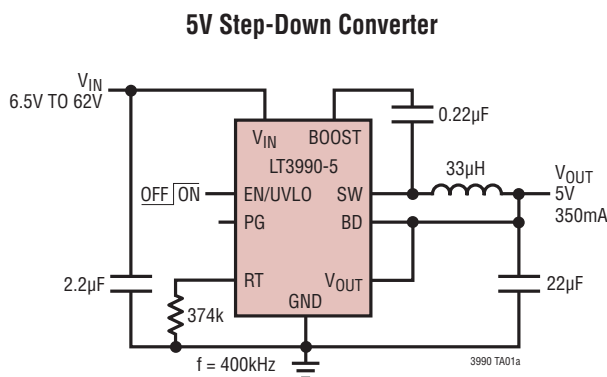 5V Step-Down Converter
VIN
6.5V TO 62V
VIN
BOOST
0.22µF
LT3990-5
33µH
OFF ON
EN/UVLO
SW
VOUT
5V
350mA
PG
BD
2.2µF
RT
VOUT
22µF
374k
GND
f = 400kHz
3990 TA01a